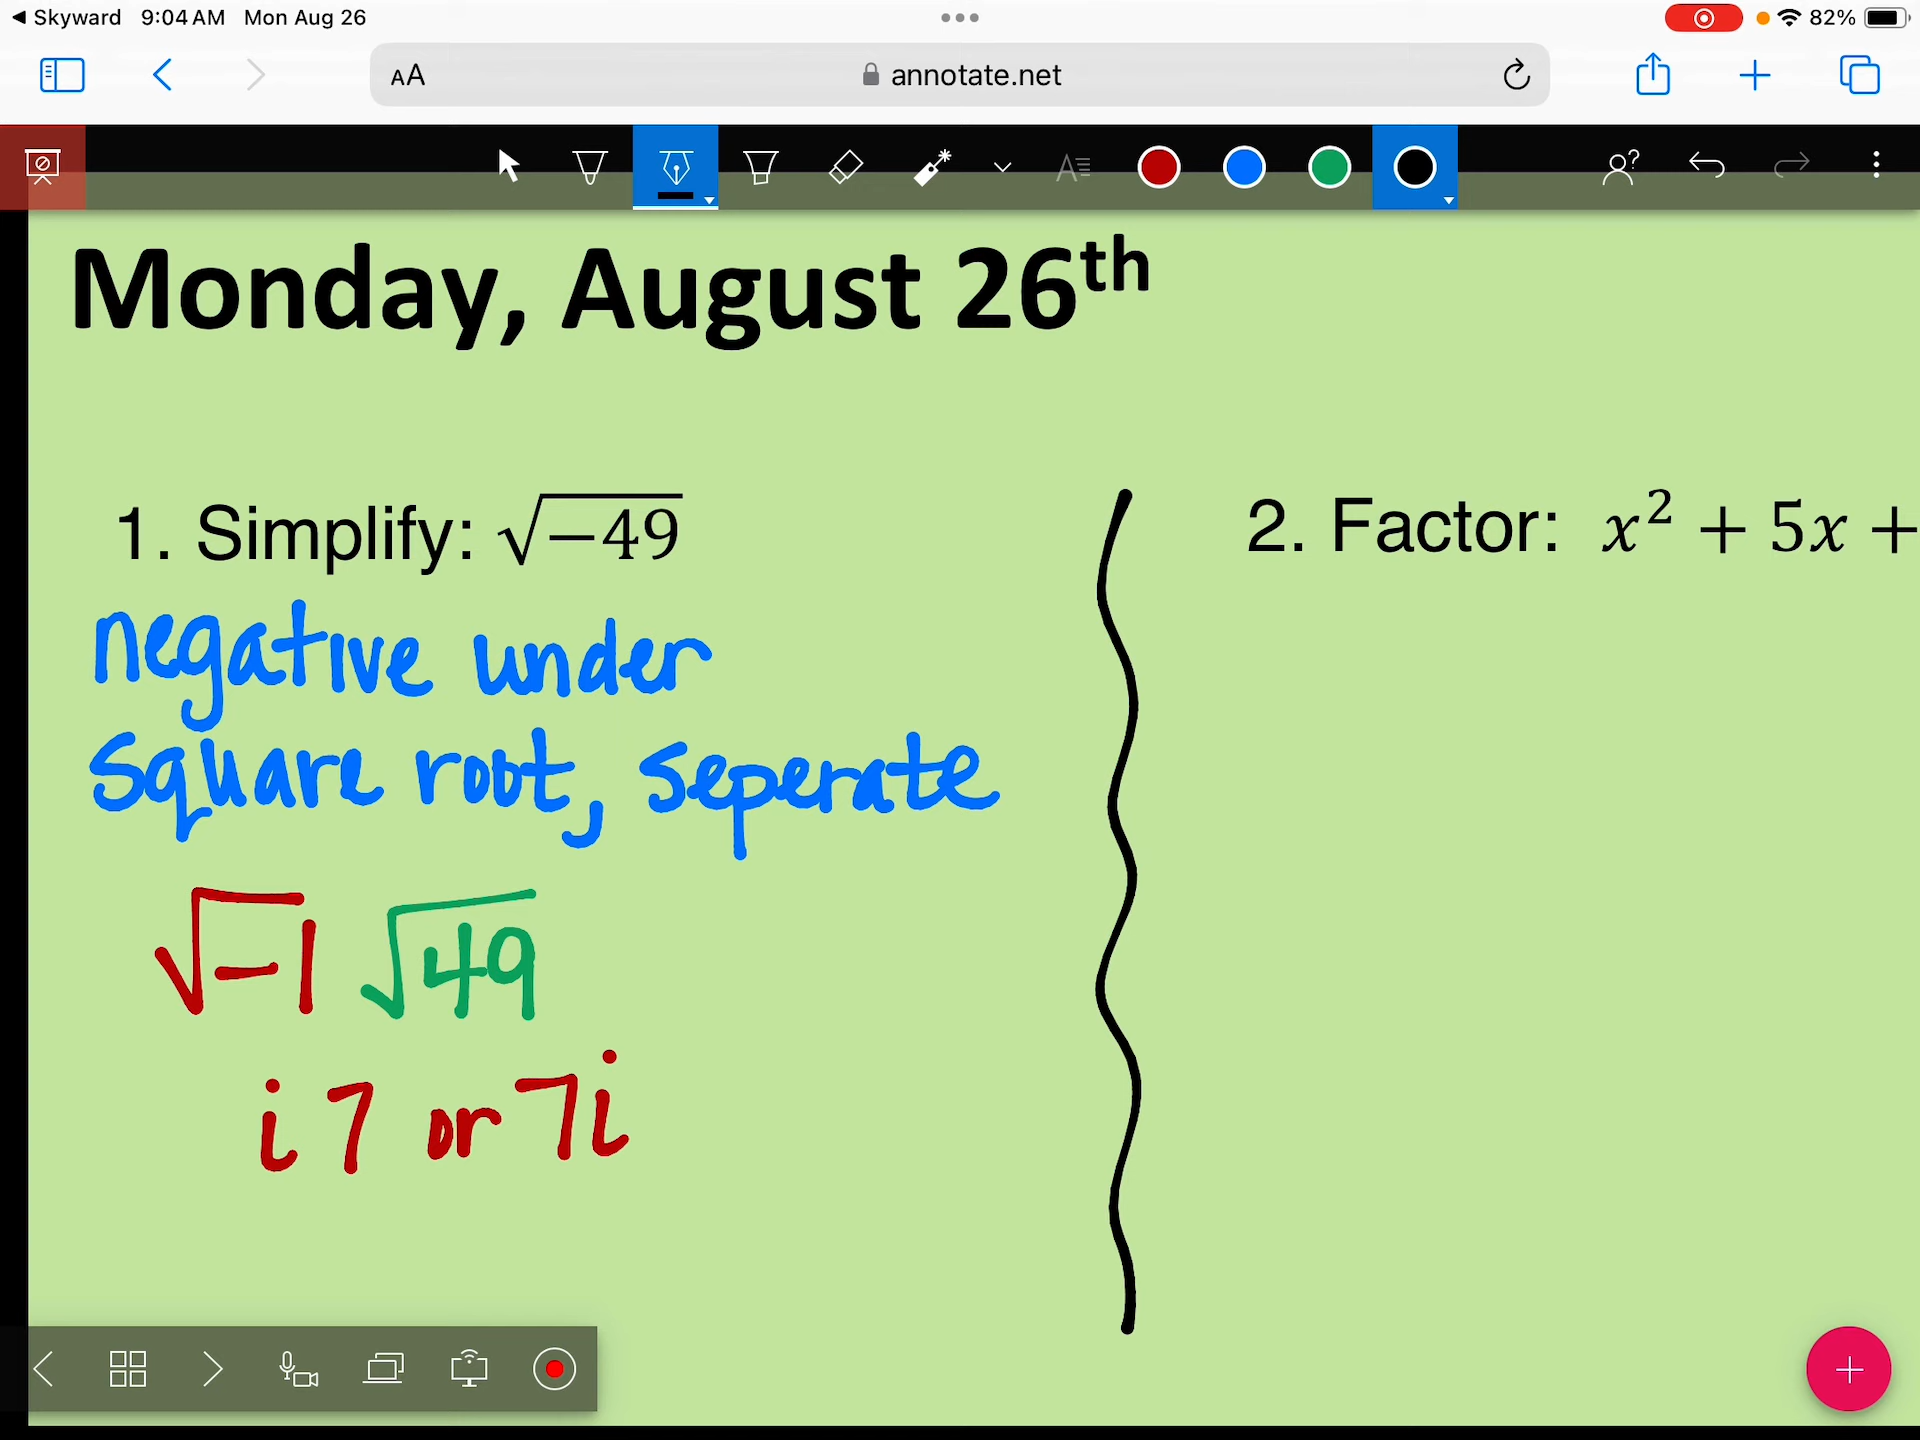 ◀ Skyward 9:04 AM Mon Aug 26
82%
AA
annotate.net
Monday, August 26th
1. Simplify: √−49
negative under
square root, seperate
√−1 √49
i 7 or 7i
2. Factor: x² + 5x +